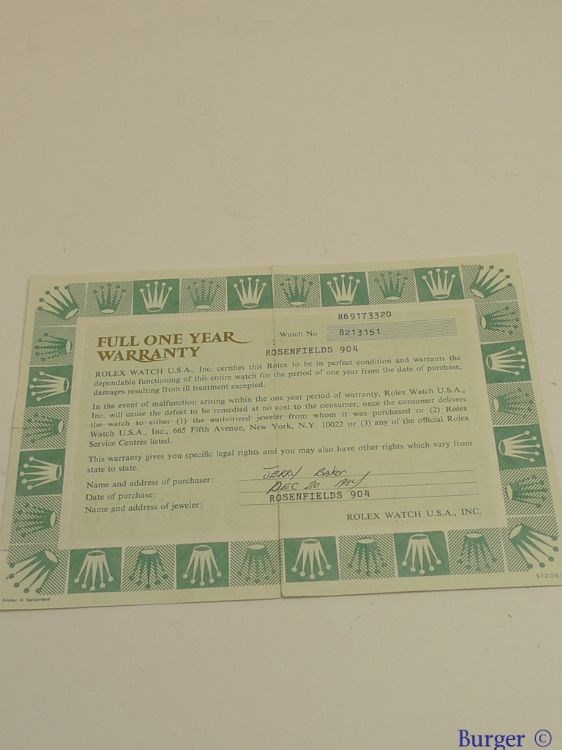 R69173320
FULL ONE YEAR
WARRANTY
Watch No. 8213151
ROSENFIELDS 904
ROLEX WATCH U.S.A., Inc. certifies this Rolex to be in perfect condition and warrants the
dependable functioning of this entire watch for the period of one year from the date of purchase,
damages resulting from ill treatment excepted.
In the event of malfunction arising within the one year period of warranty, Rolex Watch U.S.A.,
Inc. will cause the defect to be remedied at no cost to the consumer, once the consumer delivers
the watch to either (1) the authorized jeweler from whom it was purchased or (2) Rolex
Watch U.S.A., Inc., 665 Fifth Avenue, New York, N.Y. 10022 or (3) any of the official Rolex
Service Centres listed.
This warranty gives you specific legal rights and you may also have other rights which vary from
state to state.
Name and address of purchaser: JERRY
Date of purchase: DEC 20
Name and address of jeweler: ROSENFIELDS 904
ROLEX WATCH U.S.A., INC.
Printed in Switzerland
Burger ©